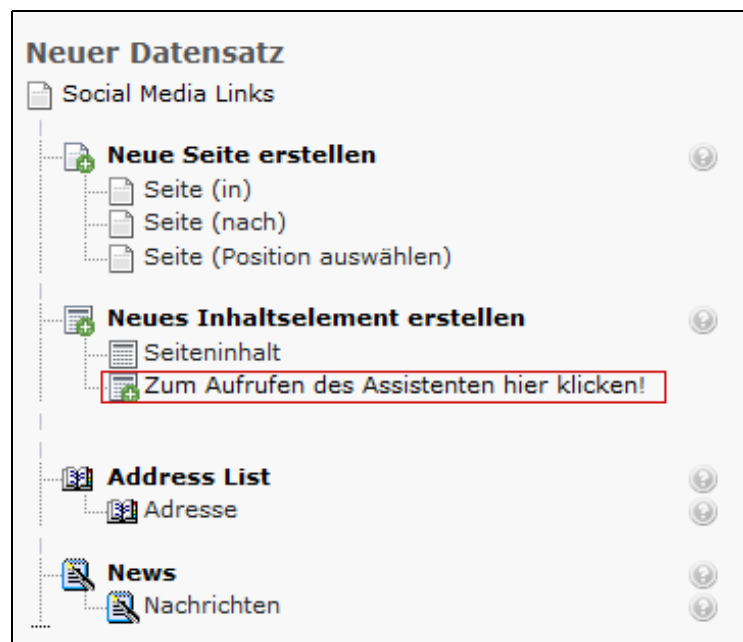 Neuer Datensatz
Social Media Links
Neue Seite erstellen
Seite (in)
Seite (nach)
Seite (Position auswählen)
Neues Inhaltselement erstellen
Seiteninhalt
Zum Aufrufen des Assistenten hier klicken!
Address List
Adresse
News
Nachrichten